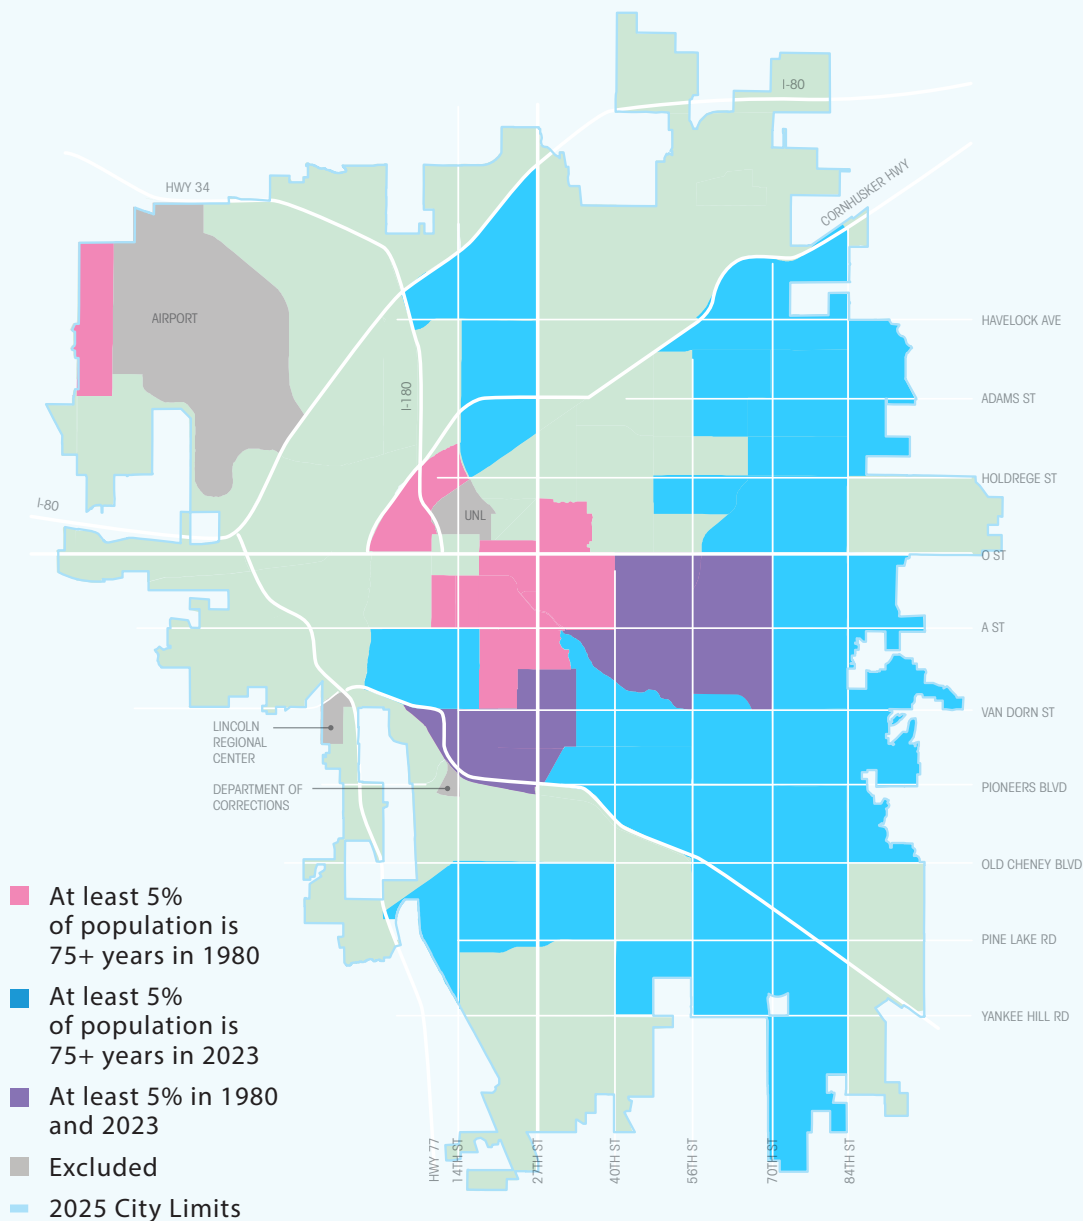 I-80
CORNHUSKER HWY
HWY 34
AIRPORT
HAVELOCK AVE
I-180
ADAMS ST
HOLDREGE ST
I-80
UNL
O ST
A ST
VAN DORN ST
LINCOLN
REGIONAL
CENTER
PIONEERS BLVD
DEPARTMENT OF
CORRECTIONS
OLD CHENEY BLVD
PINE LAKE RD
YANKEE HILL RD
At least 5%
of population is
75+ years in 1980
At least 5%
of population is
75+ years in 2023
At least 5% in 1980
and 2023
Excluded
2025 City Limits
HWY 77
14TH ST
27TH ST
40TH ST
56TH ST
70TH ST
84TH ST